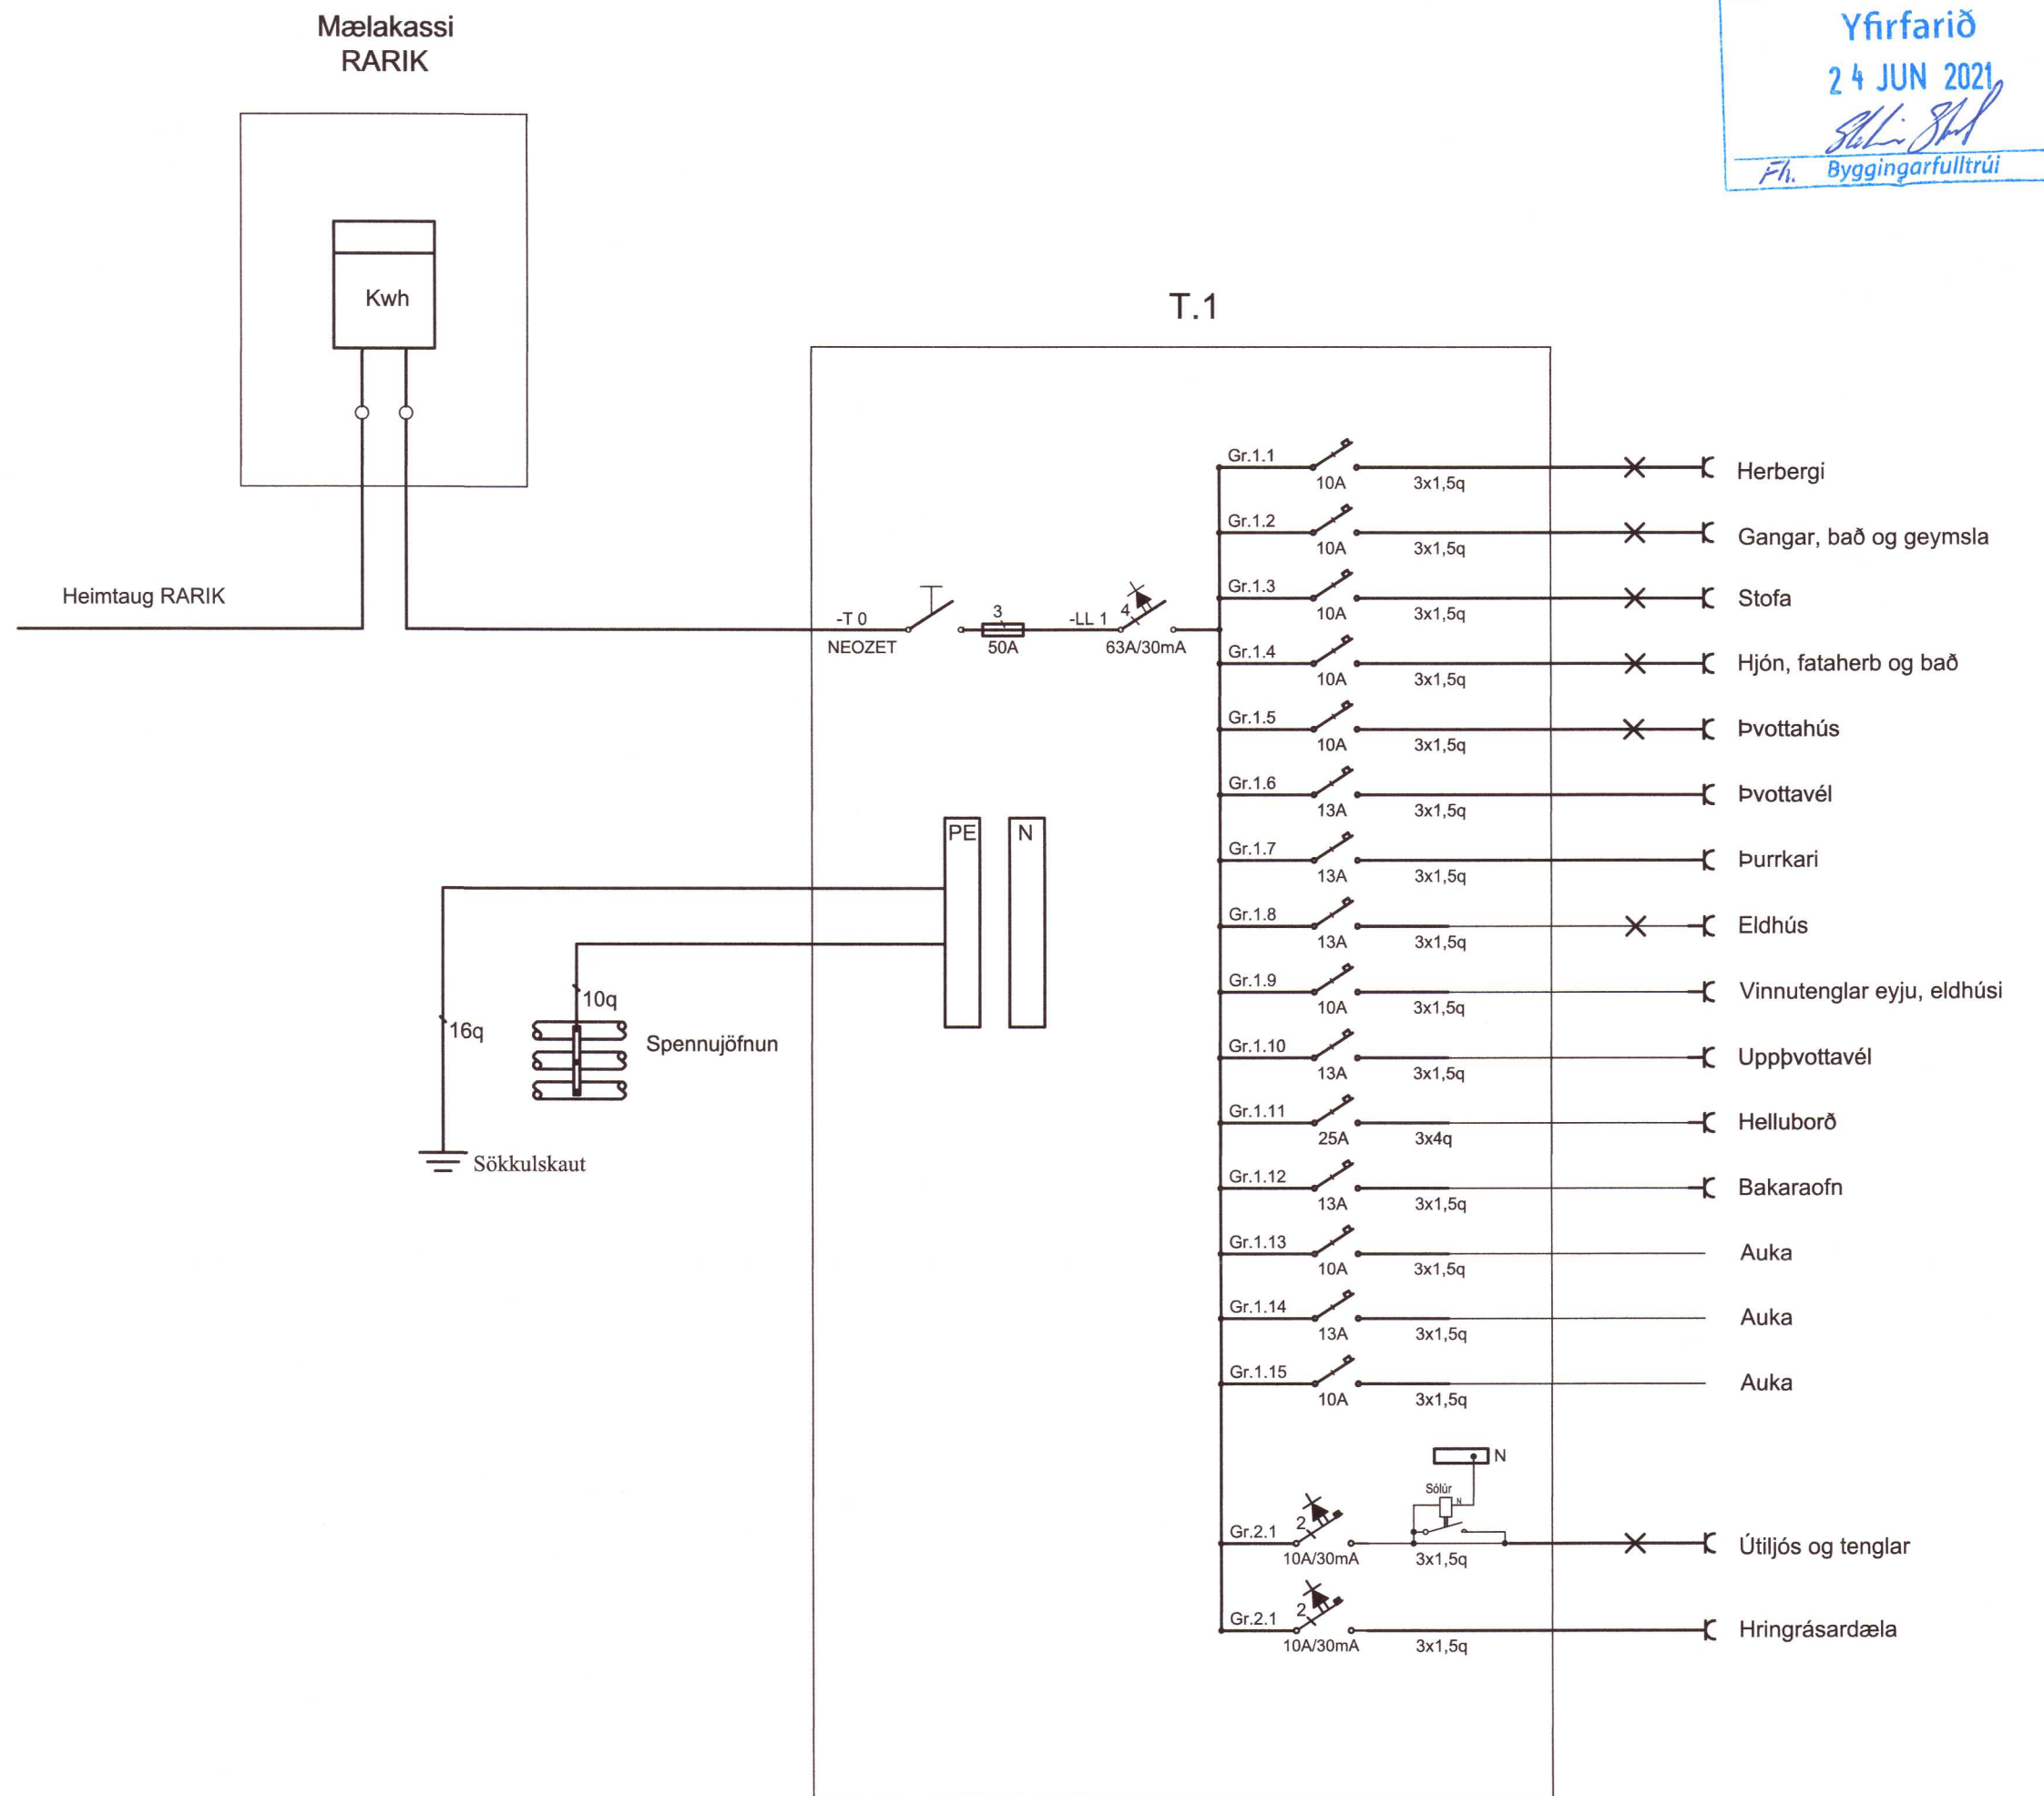 Mælakassi
RARIK
Yfirfarið
24 JUN 2021
Fh. Byggingarfulltrúi
Kwh
T.1
Heimtaug RARIK
-T 0
NEOZET
3
50A
-LL 1
4
63A/30mA
Gr.1.1 10A 3x1,5q Herbergi
Gr.1.2 10A 3x1,5q Gangar, bað og geymsla
Gr.1.3 10A 3x1,5q Stofa
Gr.1.4 10A 3x1,5q Hjón, fataherb og bað
Gr.1.5 10A 3x1,5q Þvottahús
Gr.1.6 13A 3x1,5q Þvottavél
Gr.1.7 13A 3x1,5q Þurrkari
Gr.1.8 13A 3x1,5q Eldhús
Gr.1.9 10A 3x1,5q Vinnutenglar eyju, eldhúsi
Gr.1.10 13A 3x1,5q Uppþvottavél
Gr.1.11 25A 3x4q Helluborð
Gr.1.12 13A 3x1,5q Bakaraofn
Gr.1.13 10A 3x1,5q Auka
Gr.1.14 13A 3x1,5q Auka
Gr.1.15 10A 3x1,5q Auka
N
Sólúr
N
Gr.2.1 2 10A/30mA 3x1,5q Útiljós og tenglar
Gr.2.1 2 10A/30mA 3x1,5q Hringrásardæla
PE
N
10q
16q
Spennujöfnun
Sökkulskaut